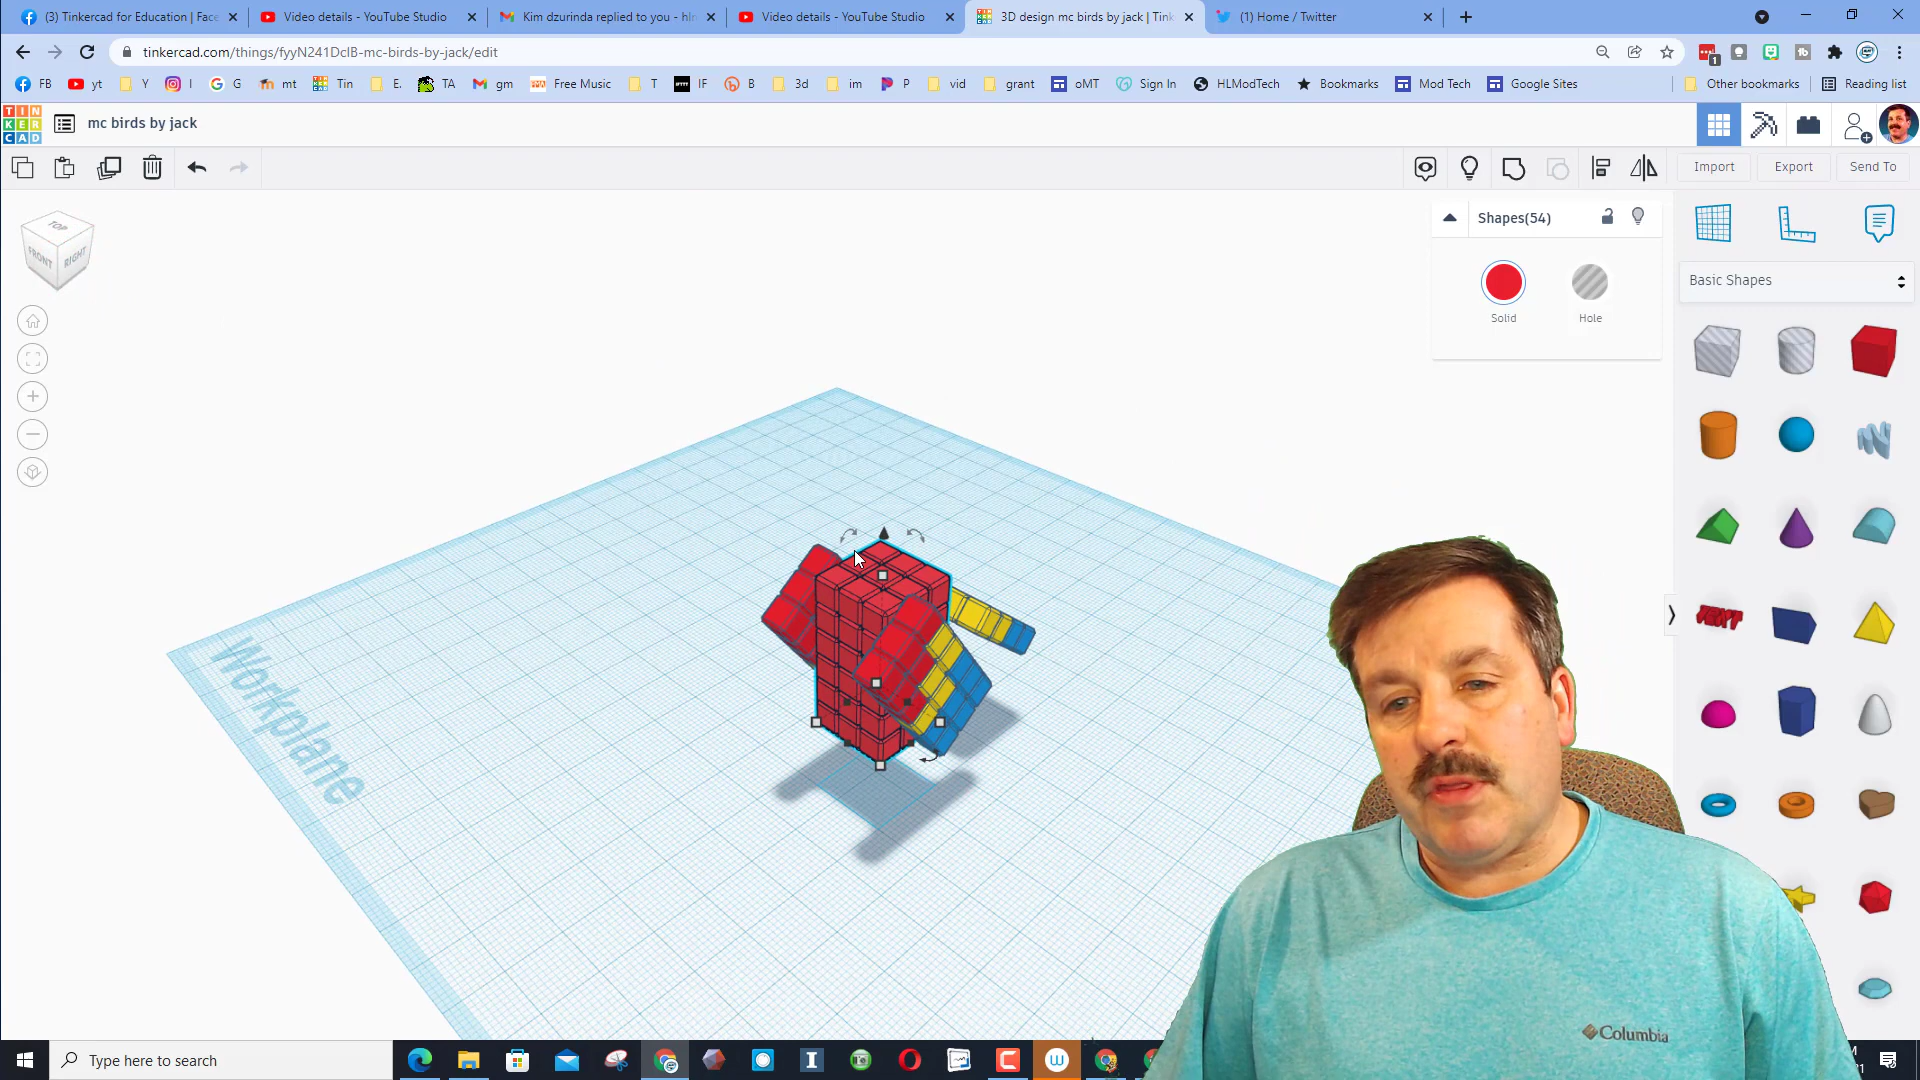 (3) Tinkercad for Education | Face
Video details - YouTube Studio
Kim dzurinda replied to you - hln
Video details - YouTube Studio
3D design mc birds by jack | Tink
(1) Home / Twitter
tinkercad.com/things/fyyN241DcIB-mc-birds-by-jack/edit
1
FB
yt
Y
I
G
mt
Tin
E.
TA
gm
Free Music
T
IF
B
3d
im
P
vid
grant
oMT
Sign In
HLModTech
Bookmarks
Mod Tech
Google Sites
Other bookmarks
Reading list
TIN
KER
CAD
mc birds by jack
Import
Export
Send To
TOP
FRONT
RIGHT
Shapes(54)
Solid
Hole
Basic Shapes
TEXT
Workplane
Columbia
Type here to search